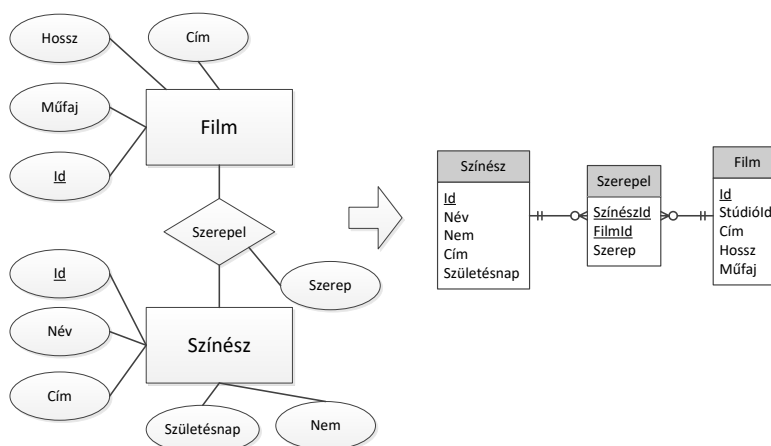 Hossz
Cím
Műfaj
Film
Id
Szerepel
Id
Szerep
Név
Színész
Cím
Születésnap
Nem
Színész
Id
Név
Nem
Cím
Születésnap
Szerepel
SzínészId
FilmId
Szerep
Film
Id
StúdióId
Cím
Hossz
Műfaj